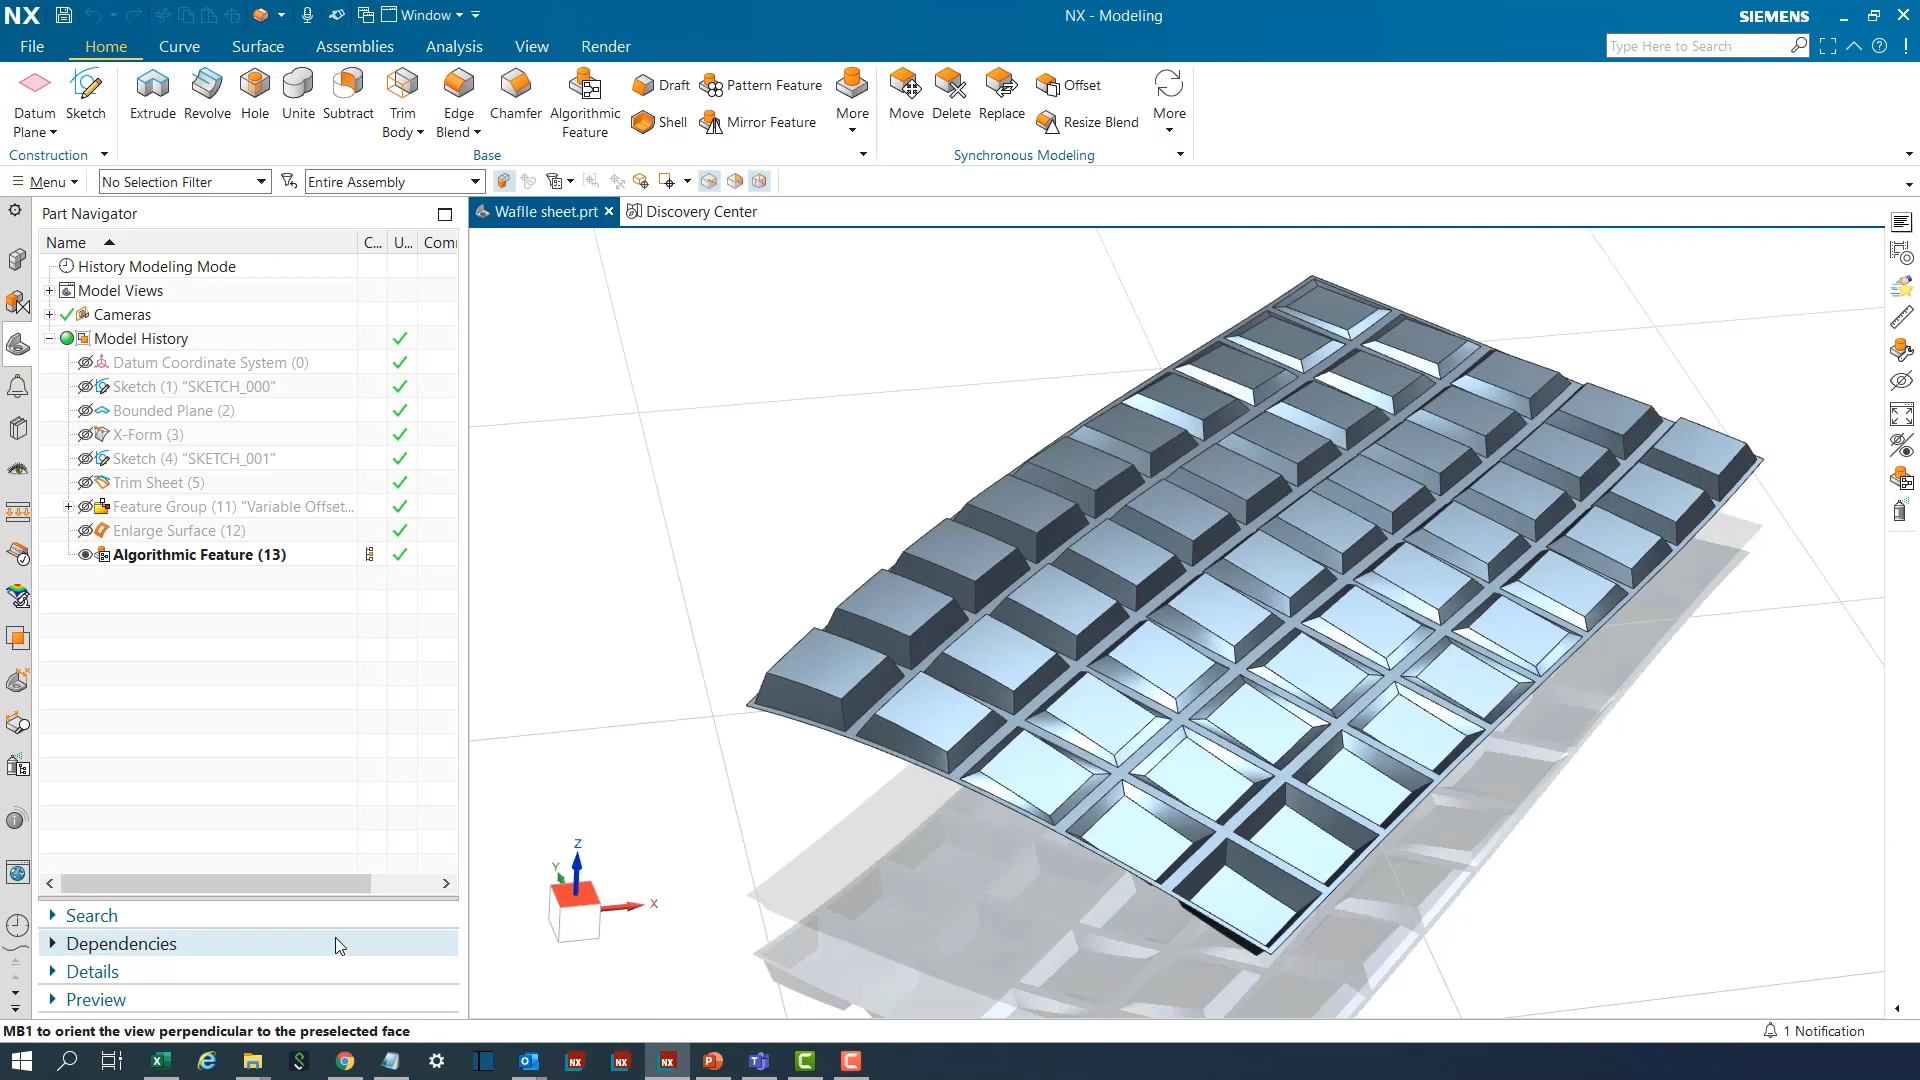 NX
Window
NX - Modeling
SIEMENS
File
Home
Curve
Surface
Assemblies
Analysis
View
Render
Type Here to Search
Datum Plane
Sketch
Extrude
Revolve
Hole
Unite
Subtract
Trim Body
Edge Blend
Chamfer
Algorithmic Feature
Draft
Shell
Pattern Feature
Mirror Feature
More
Move
Delete
Replace
Offset
Resize Blend
More
Construction
Base
Synchronous Modeling
Menu
No Selection Filter
Entire Assembly
Part Navigator
Waflle sheet.prt
Discovery Center
Name
C...
U...
Comr
History Modeling Mode
Model Views
Cameras
Model History
Datum Coordinate System (0)
Sketch (1) "SKETCH_000"
Bounded Plane (2)
X-Form (3)
Sketch (4) "SKETCH_001"
Trim Sheet (5)
Feature Group (11) "Variable Offset...
Enlarge Surface (12)
Algorithmic Feature (13)
Z
Y
X
Search
Dependencies
Details
Preview
MB1 to orient the view perpendicular to the preselected face
1 Notification